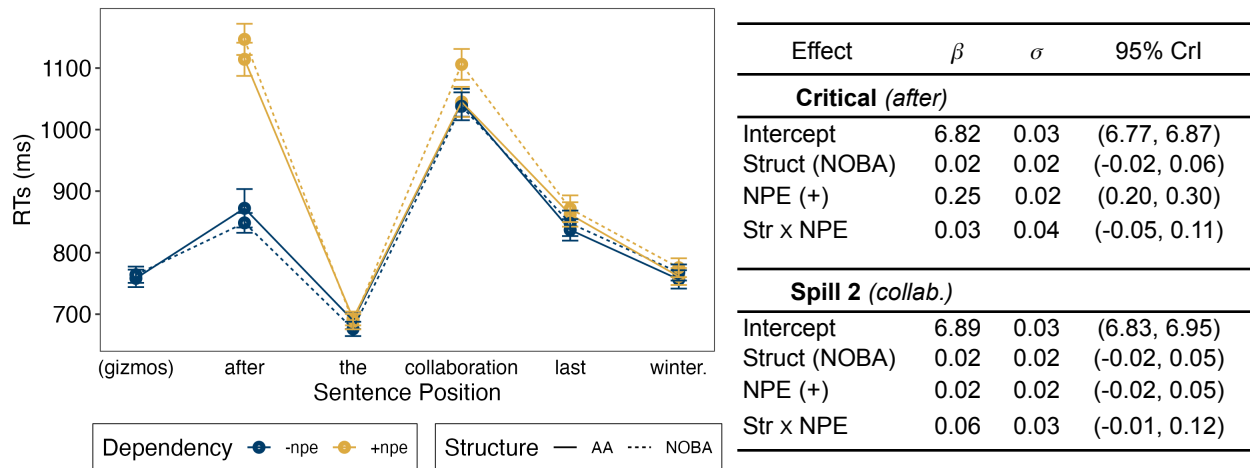 1100
1000
900
800
700
RTs (ms)
(gizmos) after the collaboration last winter.
Sentence Position
Dependency -npe +npe
Structure AA NOBA
Effect β σ 95% CrI
Critical (after)
Intercept 6.82 0.03 (6.77, 6.87)
Struct (NOBA) 0.02 0.02 (-0.02, 0.06)
NPE (+) 0.25 0.02 (0.20, 0.30)
Str x NPE 0.03 0.04 (-0.05, 0.11)
Spill 2 (collab.)
Intercept 6.89 0.03 (6.83, 6.95)
Struct (NOBA) 0.02 0.02 (-0.02, 0.05)
NPE (+) 0.02 0.02 (-0.02, 0.05)
Str x NPE 0.06 0.03 (-0.01, 0.12)